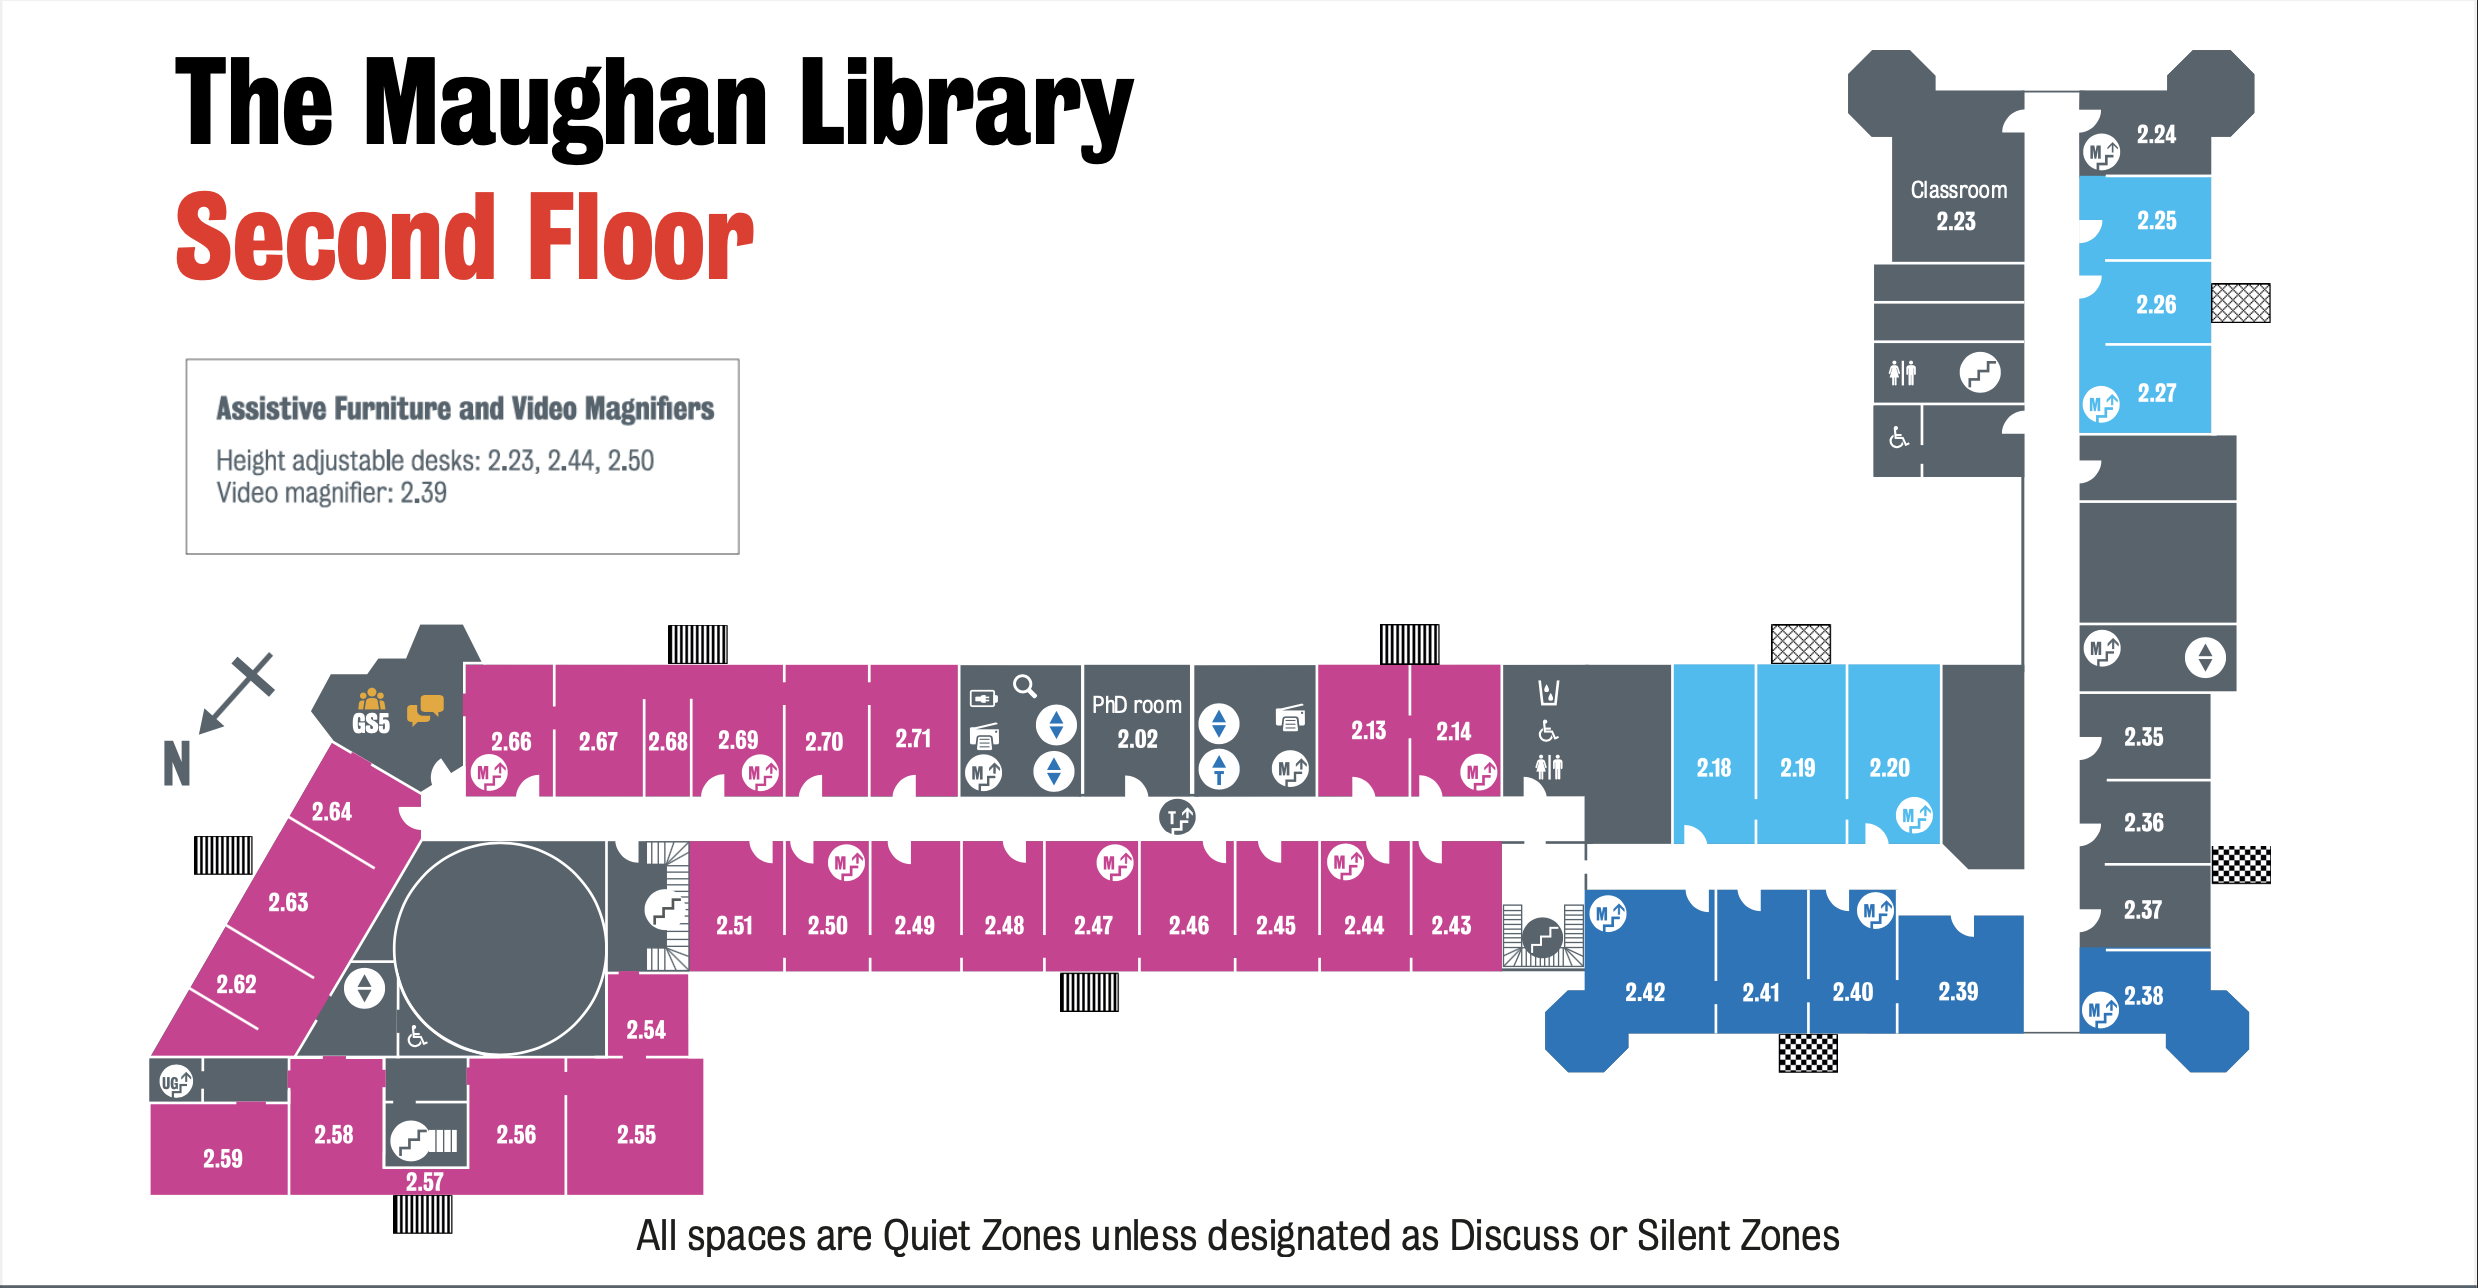 The Maughan Library
Second Floor
Assistive Furniture and Video Magnifiers
Height adjustable desks: 2.23, 2.44, 2.50
Video magnifier: 2.39
N
Classroom
2.23
2.24
M
2.25
2.26
2.27
M
M
2.35
2.36
2.37
2.38
M
GS5
2.66
M
2.67
2.68
2.69
M
2.70
2.71
M
PhD room
2.02
T
M
T
2.13
2.14
M
2.18
2.19
2.20
M
2.64
2.63
2.62
2.51
2.50
M
2.49
2.48
2.47
M
2.46
2.45
2.44
M
2.43
2.42
M
2.41
2.40
M
2.39
2.54
UG
2.59
2.58
2.57
2.56
2.55
All spaces are Quiet Zones unless designated as Discuss or Silent Zones